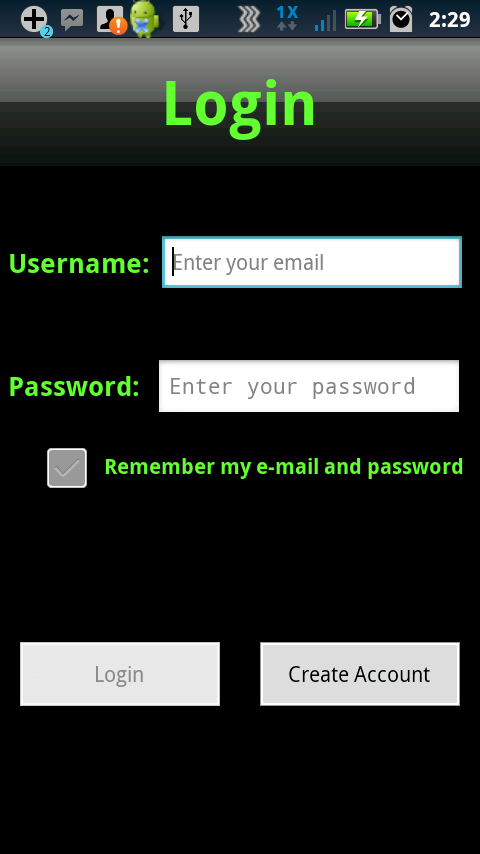 2 1X 2:29
Login
Username: Enter your email
Password: Enter your password
Remember my e-mail and password
Login Create Account